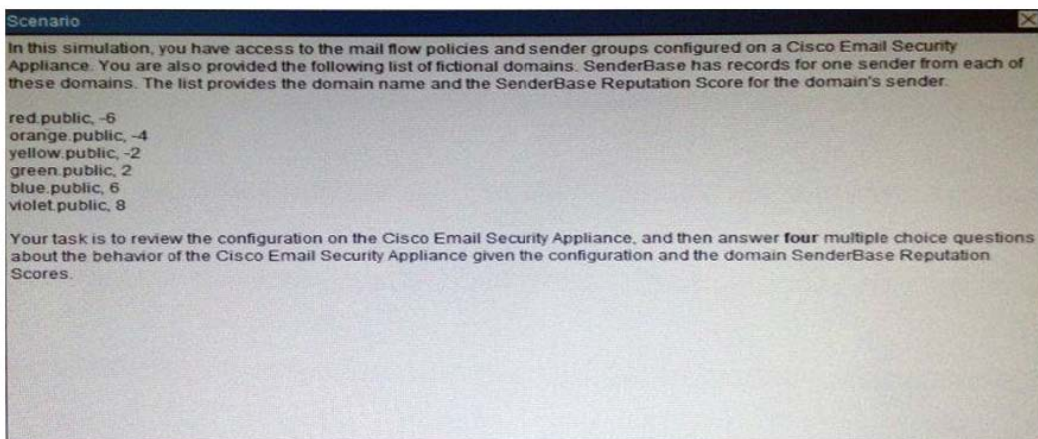 Scenario
In this simulation, you have access to the mail flow policies and sender groups configured on a Cisco Email Security
Appliance. You are also provided the following list of fictional domains. SenderBase has records for one sender from each of
these domains. The list provides the domain name and the SenderBase Reputation Score for the domain's sender.
red.public, -6
orange.public, -4
yellow.public, -2
green.public, 2
blue.public, 6
violet.public, 8
Your task is to review the configuration on the Cisco Email Security Appliance, and then answer four multiple choice questions
about the behavior of the Cisco Email Security Appliance given the configuration and the domain SenderBase Reputation
Scores.